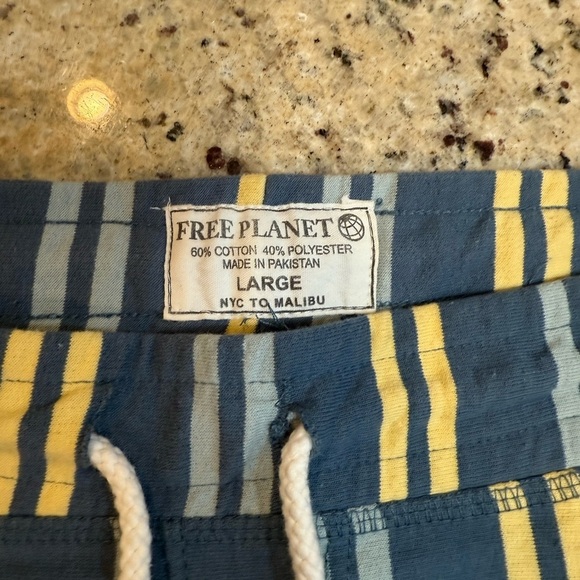 FREE PLANET
60% COTTON 40% POLYESTER
MADE IN PAKISTAN
LARGE
NYC TO MALIBU